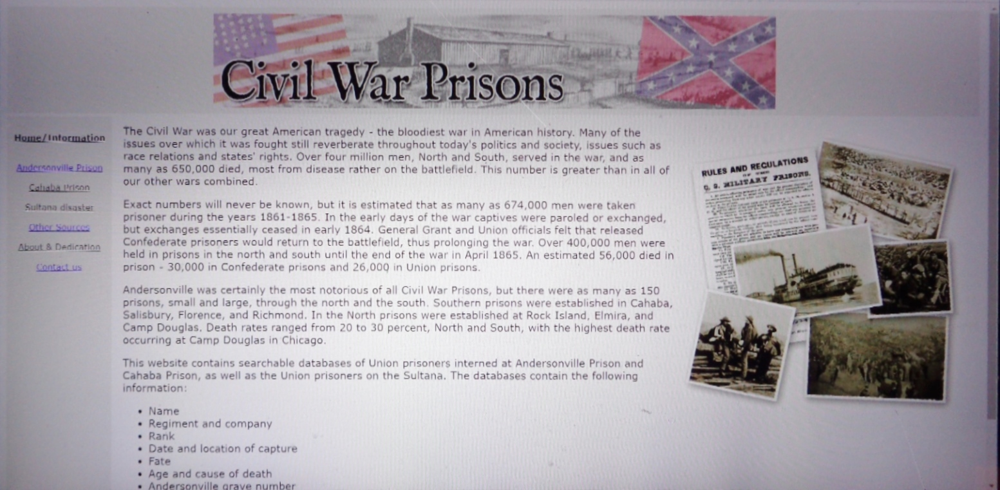 Civil War Prisons
Home/Information
Andersonville Prison
Cahaba Prison
Sultana disaster
Other Sources
About & Dedication
Contact us
The Civil War was our great American tragedy - the bloodiest war in American history. Many of the
issues over which it was fought still reverberate throughout today's politics and society, issues such as
race relations and states' rights. Over four million men, North and South, served in the war, and as
many as 650,000 died, most from disease rather on the battlefield. This number is greater than in all of
our other wars combined.
Exact numbers will never be known, but it is estimated that as many as 674,000 men were taken
prisoner during the years 1861-1865. In the early days of the war captives were paroled or exchanged,
but exchanges essentially ceased in early 1864. General Grant and Union officials felt that released
Confederate prisoners would return to the battlefield, thus prolonging the war. Over 400,000 men were
held in prisons in the north and south until the end of the war in April 1865. An estimated 56,000 died in
prison - 30,000 in Confederate prisons and 26,000 in Union prisons.
Andersonville was certainly the most notorious of all Civil War Prisons, but there were as many as 150
prisons, small and large, through the north and the south. Southern prisons were established in Cahaba,
Salisbury, Florence, and Richmond. In the North prisons were established at Rock Island, Elmira, and
Camp Douglas. Death rates ranged from 20 to 30 percent, North and South, with the highest death rate
occurring at Camp Douglas in Chicago.
This website contains searchable databases of Union prisoners interned at Andersonville Prison and
Cahaba Prison, as well as the Union prisoners on the Sultana. The databases contain the following
information:
• Name
• Regiment and company
• Rank
• Date and location of capture
• Fate
• Age and cause of death
• Andersonville grave number
RULES AND REGULATIONS
OF THE
C. S. MILITARY PRISONS.